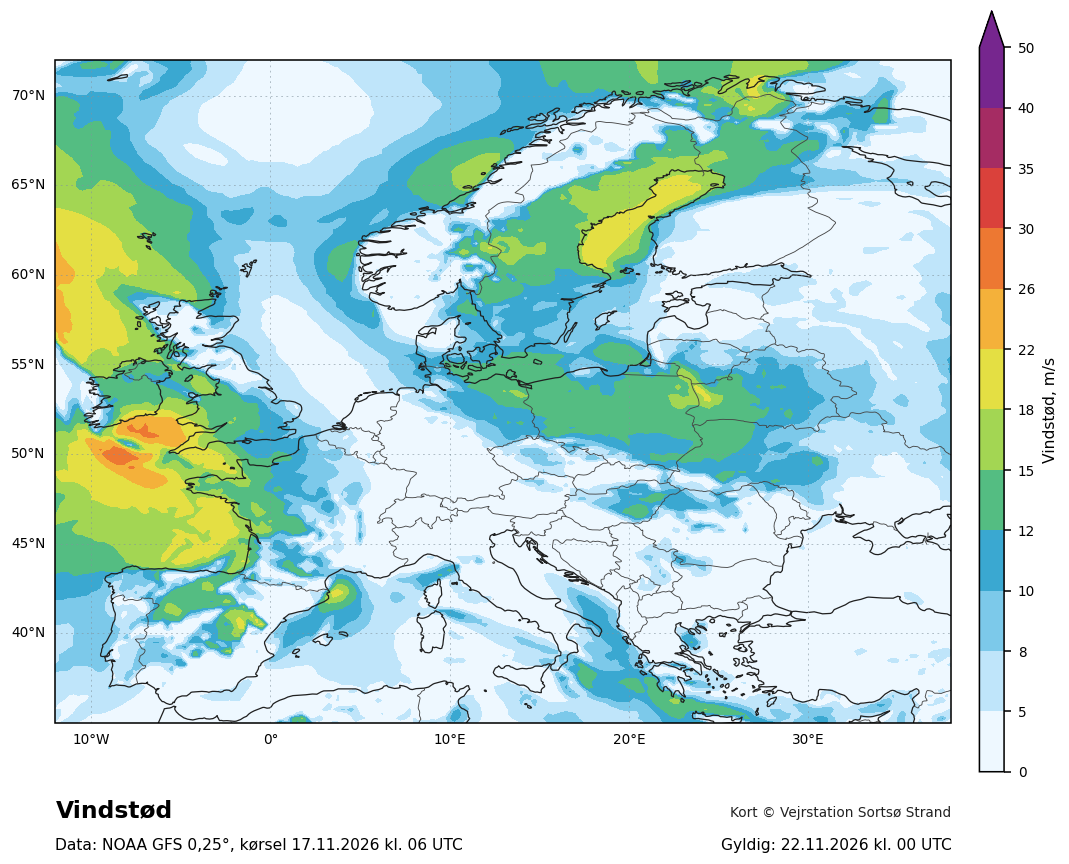 50
40
35
30
26
22
18
15
12
10
8
5
0
Vindstød, m/s
70°N
65°N
60°N
55°N
50°N
45°N
40°N
10°W
0°
10°E
20°E
30°E
Vindstød
Kort © Vejrstation Sortsø Strand
Data: NOAA GFS 0,25°, kørsel 17.11.2026 kl. 06 UTC
Gyldig: 22.11.2026 kl. 00 UTC